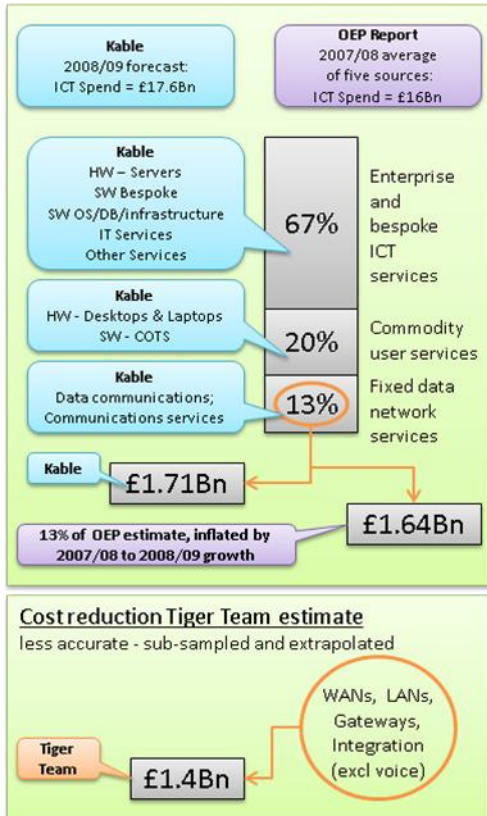 Kable
2008/09 forecast:
ICT Spend = £17.6Bn
OEP Report
2007/08 average
of five sources:
ICT Spend = £16Bn
Kable
HW – Servers
SW Bespoke
SW OS/DB/infrastructure
IT Services
Other Services
67%
Enterprise
and
bespoke
ICT
services
Kable
HW - Desktops & Laptops
SW - COTS
20%
Commodity
user services
Kable
Data communications;
Communications services
13%
Fixed data
network
services
Kable
£1.71Bn
13% of OEP estimate, inflated by
2007/08 to 2008/09 growth
£1.64Bn
Cost reduction Tiger Team estimate
less accurate - sub-sampled and extrapolated
WANs, LANs,
Gateways,
Integration
(excl voice)
Tiger
Team
£1.4Bn